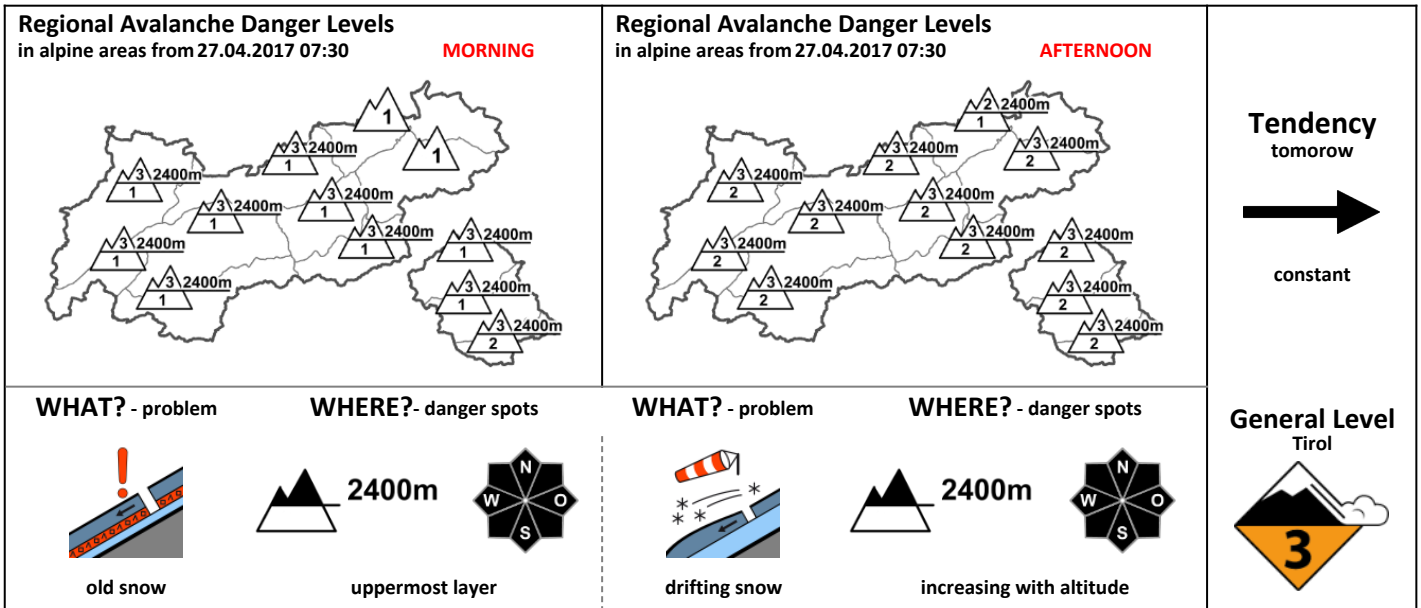 Regional Avalanche Danger Levels
in alpine areas from 27.04.2017 07:30 MORNING
1
1
3 2400m
1
3 2400m
1
3 2400m
1
3 2400m
1
3 2400m
1
3 2400m
1
3 2400m
1
3 2400m
1
3 2400m
1
3 2400m
2
Regional Avalanche Danger Levels
in alpine areas from 27.04.2017 07:30 AFTERNOON
2 2400m
1
3 2400m
2
3 2400m
2
3 2400m
2
3 2400m
2
3 2400m
2
3 2400m
2
3 2400m
2
3 2400m
2
3 2400m
2
3 2400m
2
3 2400m
2
Tendency
tomorow
constant
WHAT? - problem
old snow
WHERE? - danger spots
2400m
N
W O
S
uppermost layer
WHAT? - problem
drifting snow
WHERE? - danger spots
2400m
N
W O
S
increasing with altitude
General Level
Tirol
3